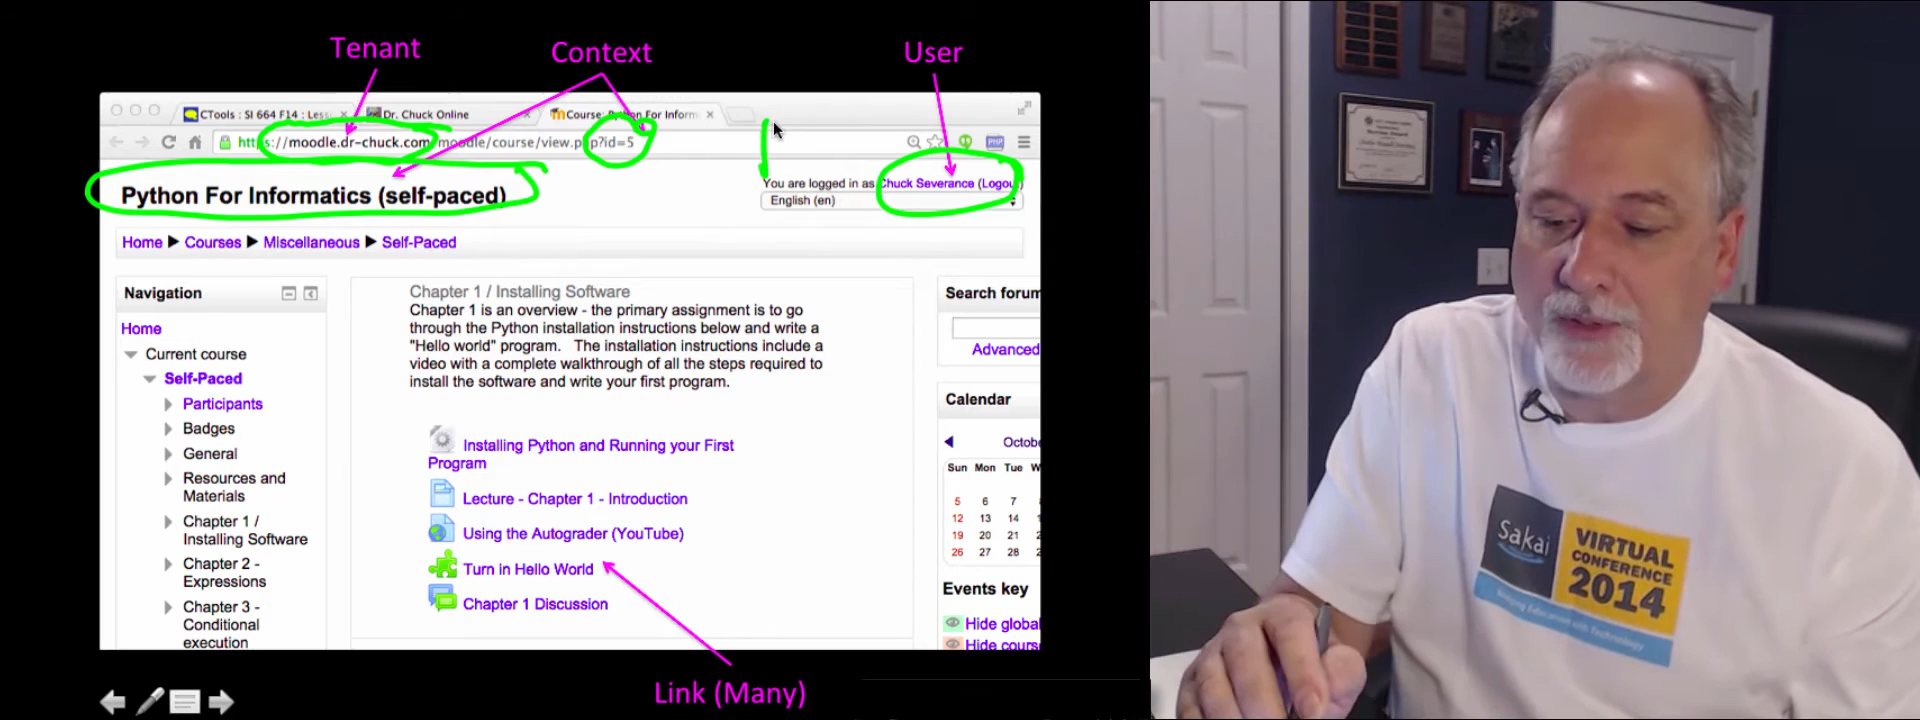 Tenant
Context
User
CTools : SI 664 F14 : Less
Dr. Chuck Online
Course: Python For Inform
https://moodle.dr-chuck.com/moodle/course/view.php?id=5
PHP
Python For Informatics (self-paced)
You are logged in as Chuck Severance (Logout)
English (en)
Home ▶ Courses ▶ Miscellaneous ▶ Self-Paced
Navigation
Home
Current course
Self-Paced
Participants
Badges
General
Resources and
Materials
Chapter 1 /
Installing Software
Chapter 2 -
Expressions
Chapter 3 -
Conditional
execution
Chapter 1 / Installing Software
Chapter 1 is an overview - the primary assignment is to go
through the Python installation instructions below and write a
"Hello world" program. The installation instructions include a
video with a complete walkthrough of all the steps required to
install the software and write your first program.
Installing Python and Running your First
Program
Lecture - Chapter 1 - Introduction
Using the Autograder (YouTube)
Turn in Hello World
Chapter 1 Discussion
Search forum
Advanced
Calendar
Octobe
Sun Mon Tue W
5 6 7
12 13 14
19 20 21
26 27 28
Events key
Hide global
Hide cours
Link (Many)
Sakai
VIRTUAL
CONFERENCE
2014